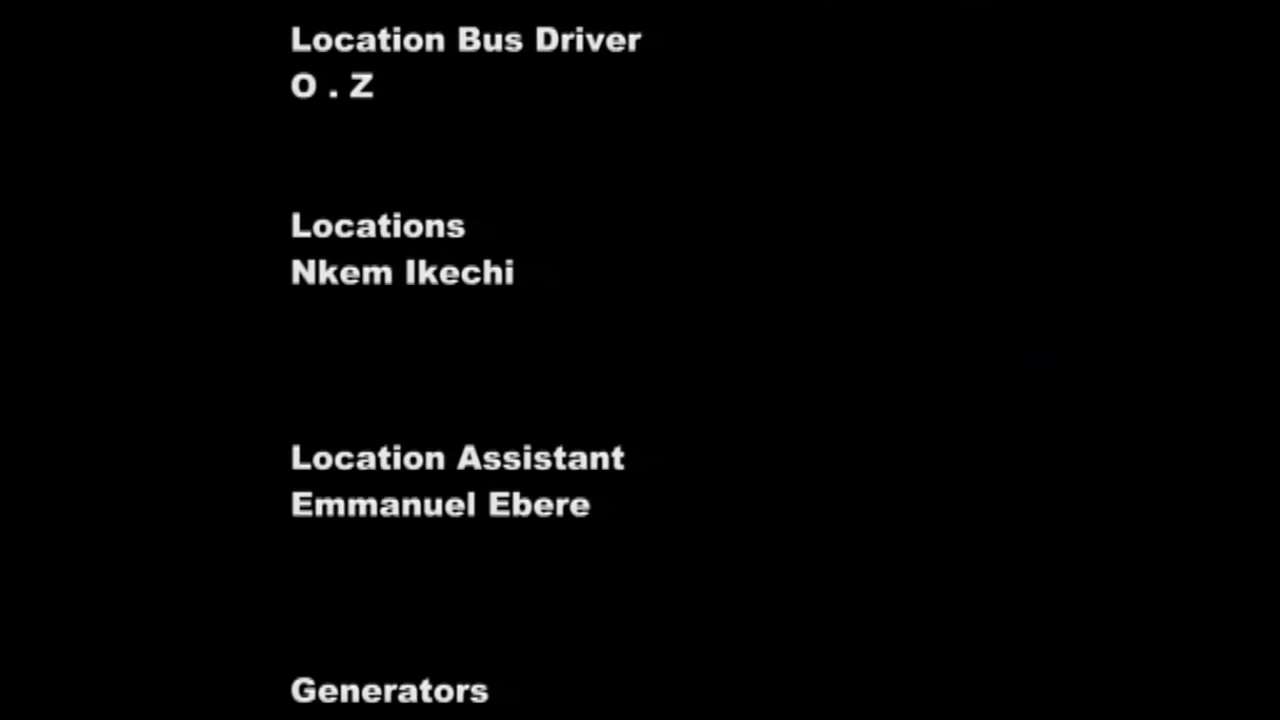 Location Bus Driver
O . Z
Locations
Nkem Ikechi
Location Assistant
Emmanuel Ebere
Generators